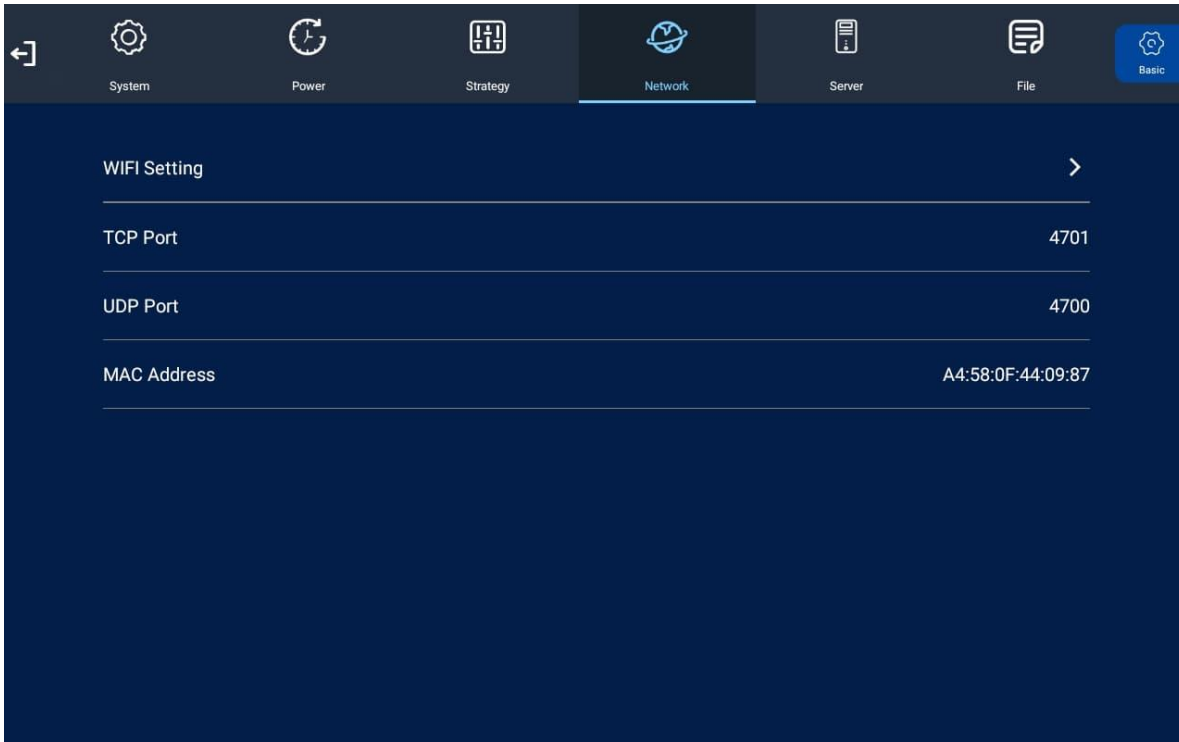 System
Power
Strategy
Network
Server
File
Basic
WIFI Setting
TCP Port 4701
UDP Port 4700
MAC Address A4:58:0F:44:09:87